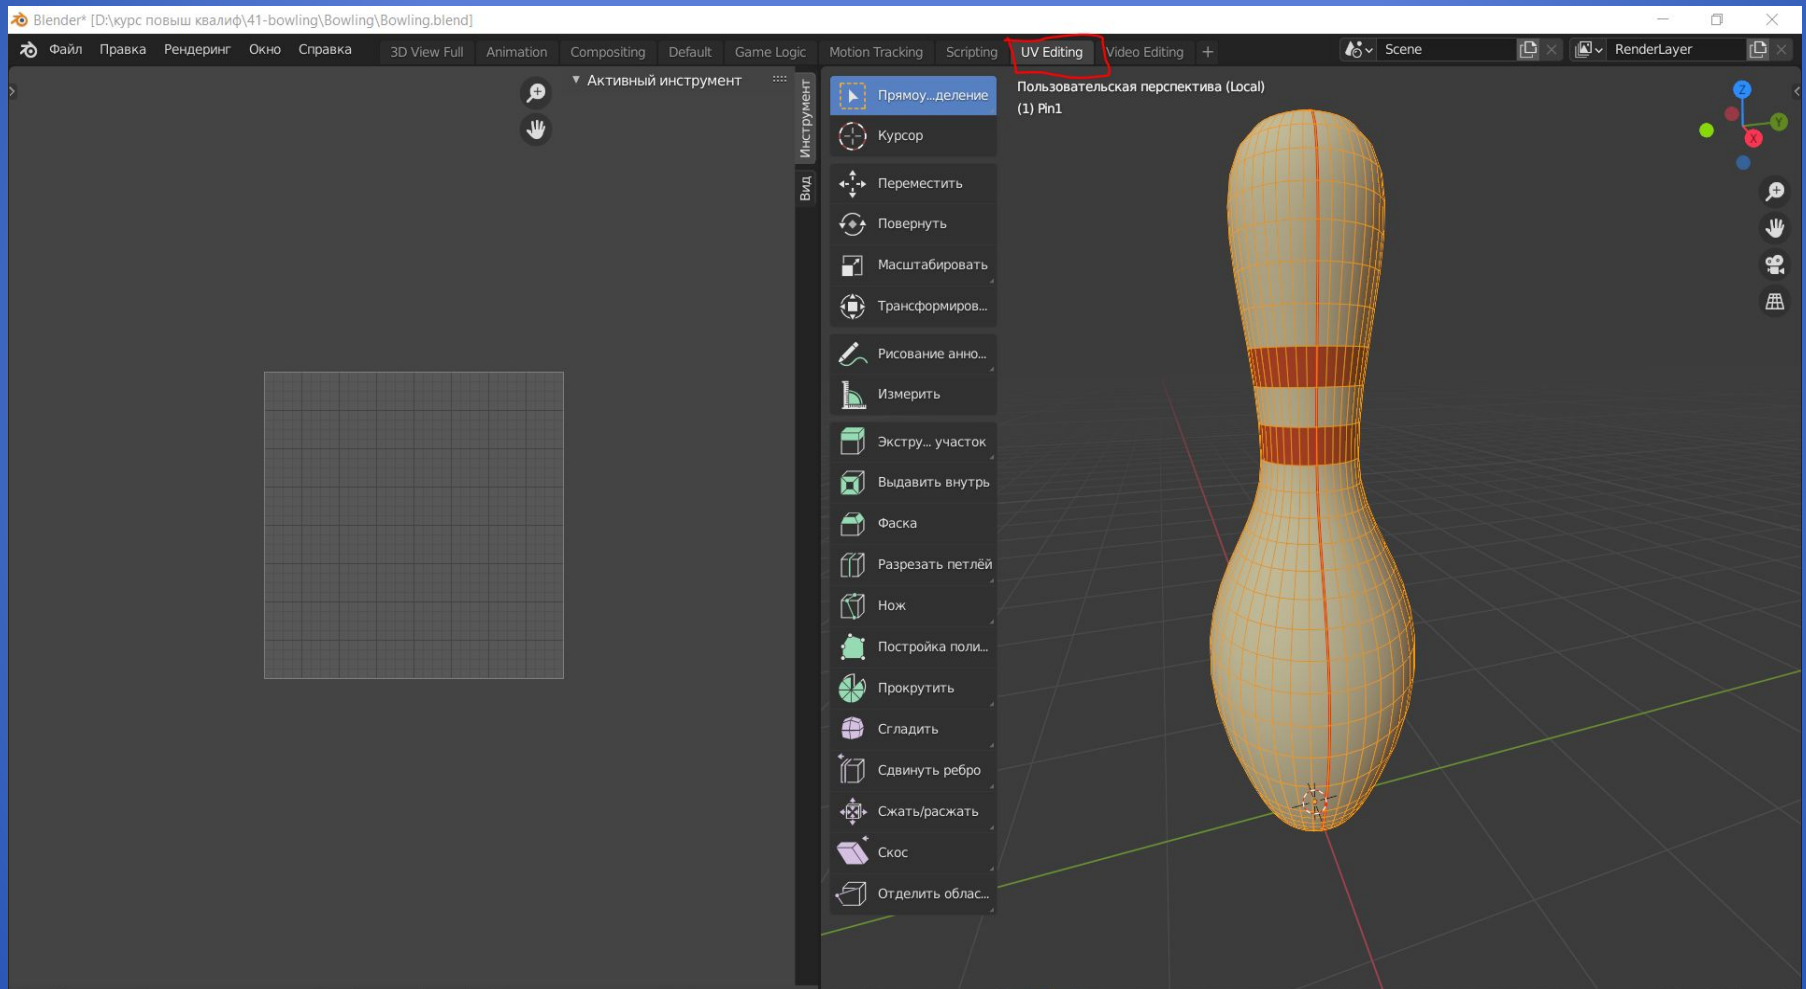 Blender* [D:\курс повыш квалиф\41-bowling\Bowling\Bowling.blend]
Файл Правка Рендеринг Окно Справка 3D View Full Animation Compositing Default Game Logic Motion Tracking Scripting UV Editing Video Editing + Scene RenderLayer
Активный инструмент
Инструмент
Вид
Прямоу...деление
Курсор
Переместить
Повернуть
Масштабировать
Трансформиров...
Рисование анно...
Измерить
Экстру... участок
Выдавить внутрь
Фаска
Разрезать петлёй
Нож
Постройка поли...
Прокрутить
Сгладить
Сдвинуть ребро
Сжать/расжать
Скос
Отделить облас...
Пользовательская перспектива (Local)
(1) Pin1
Z
Y
X